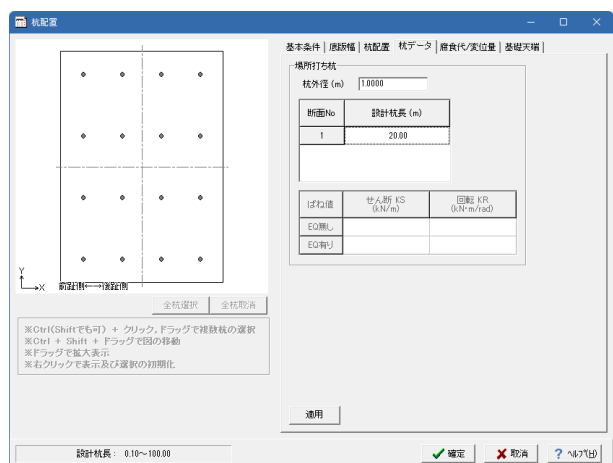 杭配置
基本条件 底版幅 杭配置 杭データ 腐食代/変位量 基礎天端
場所打ち杭
杭外径 (m) 1.0000
断面No 設計杭長 (m)
1 20.00
ばね値 せん断 KS (kN/m) 回転 KR (kN・m/rad)
EQ無し
EQ有り
Y
X
前趾側←→後趾側
全杭選択 全杭取消
※Ctrl(Shiftでも可) + クリック,ドラッグで複数杭の選択
※Ctrl + Shift + ドラッグで図の移動
※ドラッグで拡大表示
※右クリックで表示及び選択の初期化
適用
設計杭長 : 0.10～100.00
確定 取消 ? ヘルプ(H)